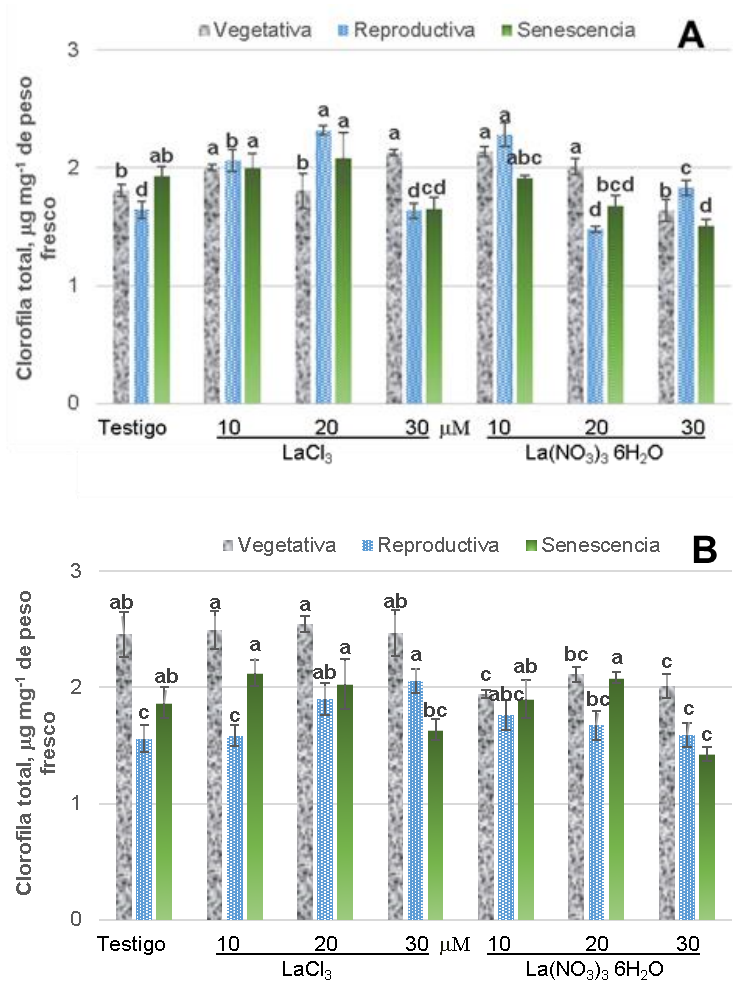 Vegetativa Reproductiva Senescencia
A
Clorofila total, µg mg-1 de peso
fresco
3
2
1
0
b d ab a b a b a a a d cd a a abc a d bcd b c d
Testigo 10 20 30 µM 10 20 30
LaCl3 La(NO3)3 6H2O
Vegetativa Reproductiva Senescencia
B
Clorofila total, µg mg-1 de peso
fresco
3
2
1
0
ab c ab a c a a ab a ab a bc c abc ab bc bc a c c c
Testigo 10 20 30 µM 10 20 30
LaCl3 La(NO3)3 6H2O